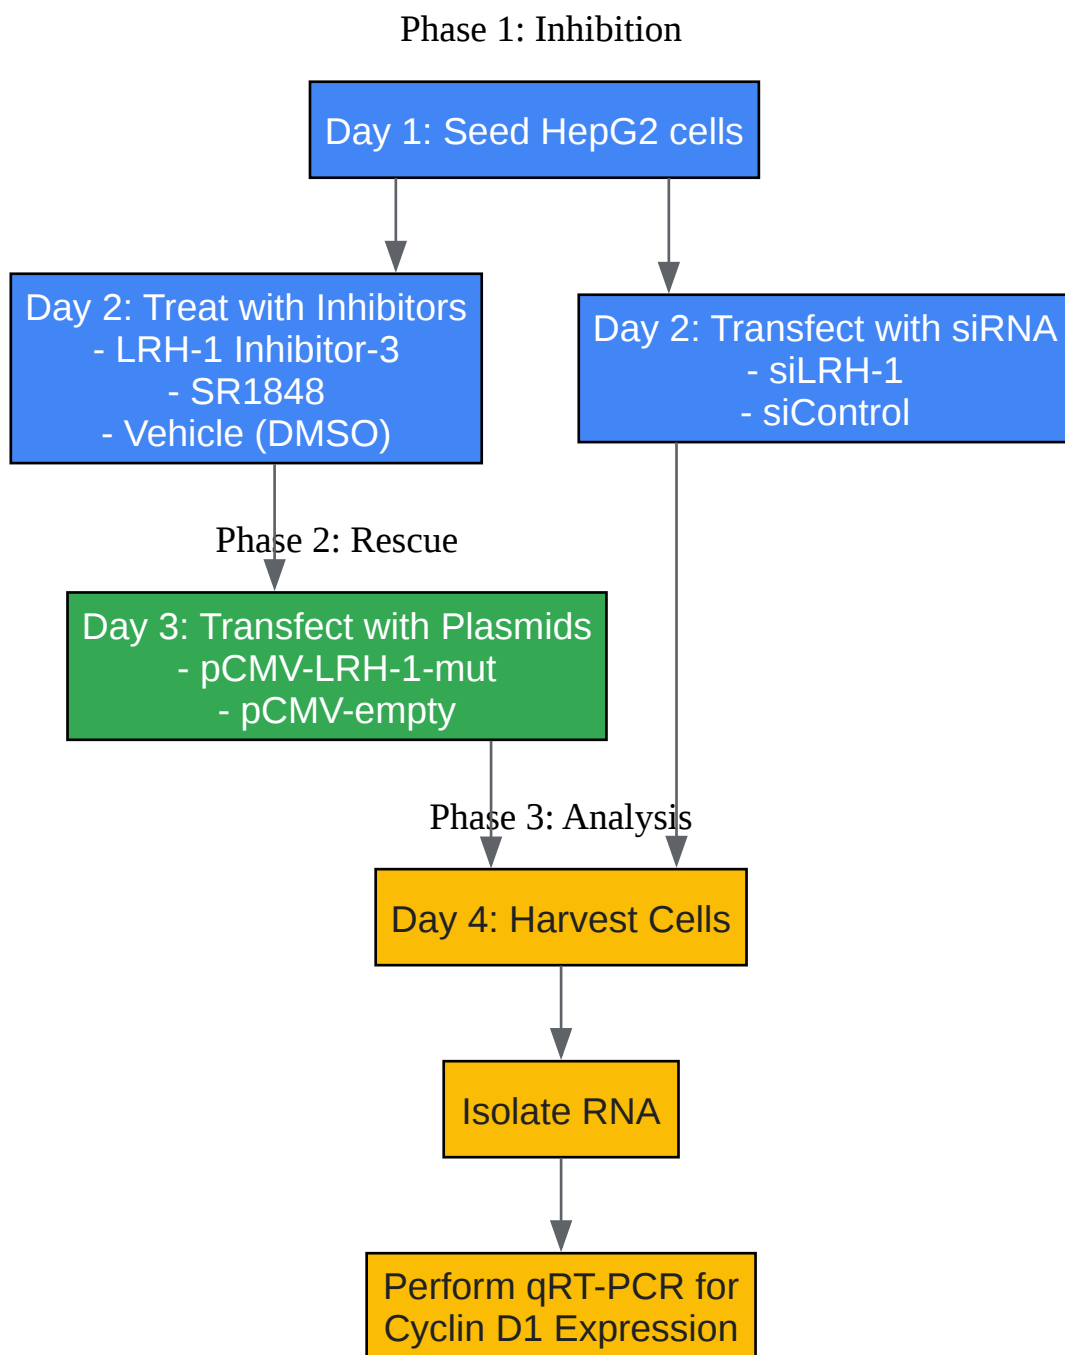 Phase 1: Inhibition
Day 1: Seed HepG2 cells
Day 2: Treat with Inhibitors
- LRH-1 Inhibitor-3
- SR1848
- Vehicle (DMSO)
Day 2: Transfect with siRNA
- siLRH-1
- siControl
Phase 2: Rescue
Day 3: Transfect with Plasmids
- pCMV-LRH-1-mut
- pCMV-empty
Phase 3: Analysis
Day 4: Harvest Cells
Isolate RNA
Perform qRT-PCR for
Cyclin D1 Expression